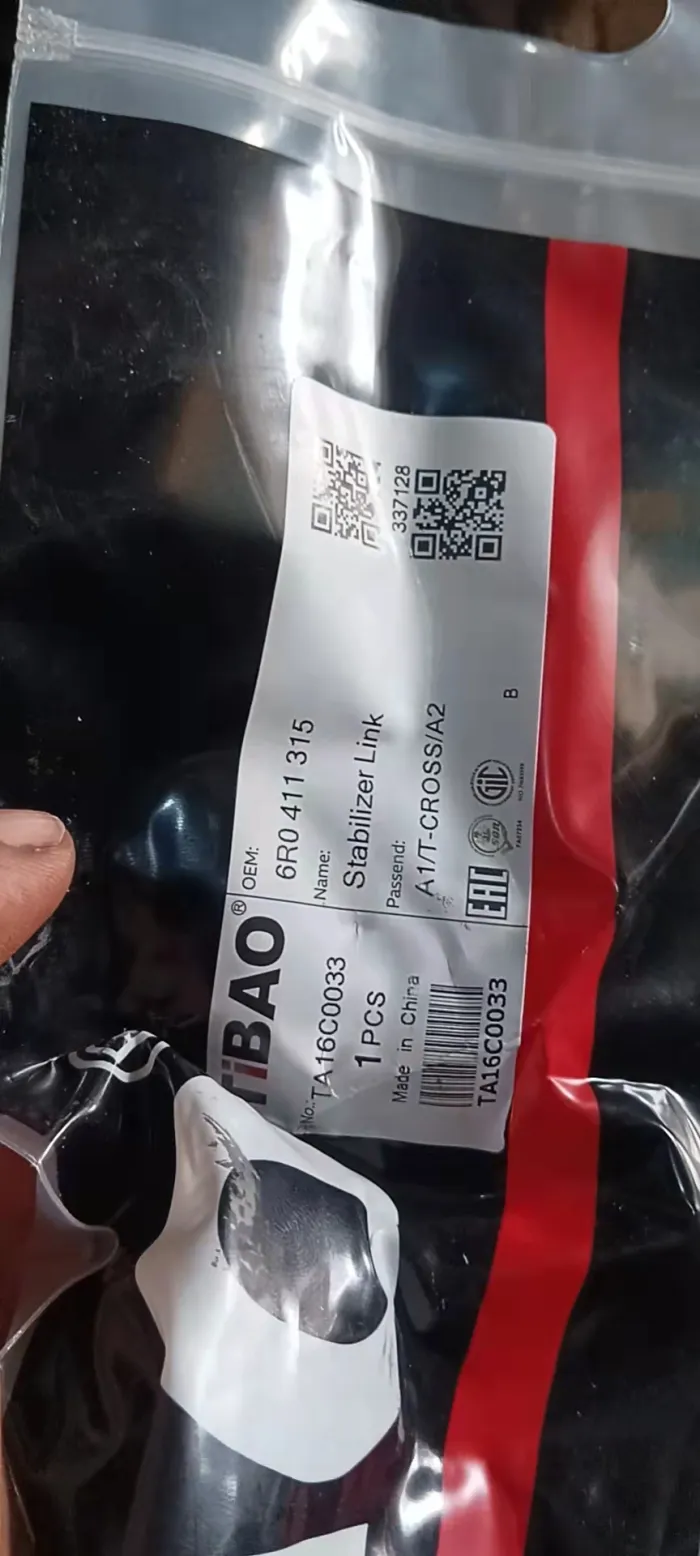 TiBAO®
No.: TA16C0033
1 PCS
Made in China
TA16C0033
OEM:
6R0 411 315
Name:
Stabilizer Link
Passend:
A1/T-CROSS/A2
EAC
B
337128